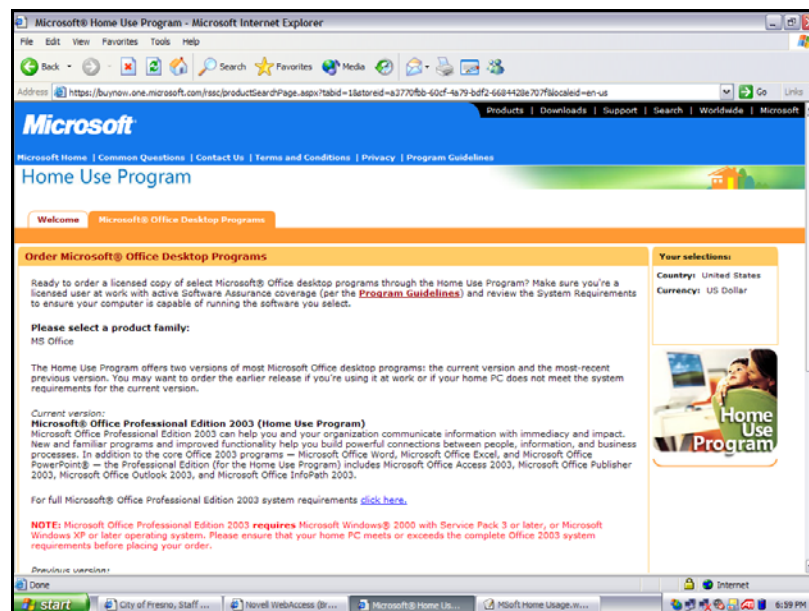 Microsoft® Home Use Program - Microsoft Internet Explorer
File Edit View Favorites Tools Help
Back Search Favorites Media
Address https://buynow.one.microsoft.com/rssc/productSearchPage.aspx?tabid=1&storeid=a3770fbb-60cf-4a79-bdf2-6684428e707f&localeid=en-us Go Links
Products | Downloads | Support | Search | Worldwide | Microsoft
Microsoft
Microsoft Home | Common Questions | Contact Us | Terms and Conditions | Privacy | Program Guidelines
Home Use Program
Welcome Microsoft® Office Desktop Programs
Order Microsoft® Office Desktop Programs
Ready to order a licensed copy of select Microsoft® Office desktop programs through the Home Use Program? Make sure you're a
licensed user at work with active Software Assurance coverage (per the Program Guidelines) and review the System Requirements
to ensure your computer is capable of running the software you select.
Please select a product family:
MS Office
The Home Use Program offers two versions of most Microsoft Office desktop programs: the current version and the most-recent
previous version. You may want to order the earlier release if you're using it at work or if your home PC does not meet the system
requirements for the current version.
Current version:
Microsoft® Office Professional Edition 2003 (Home Use Program)
Microsoft Office Professional Edition 2003 can help you and your organization communicate information with immediacy and impact.
New and familiar programs and improved functionality help you build powerful connections between people, information, and business
processes. In addition to the core Office 2003 programs — Microsoft Office Word, Microsoft Office Excel, and Microsoft Office
PowerPoint® — the Professional Edition (for the Home Use Program) includes Microsoft Office Access 2003, Microsoft Office Publisher
2003, Microsoft Office Outlook 2003, and Microsoft Office InfoPath 2003.
For full Microsoft® Office Professional Edition 2003 system requirements click here.
NOTE: Microsoft Office Professional Edition 2003 requires Microsoft Windows® 2000 with Service Pack 3 or later, or Microsoft
Windows XP or later operating system. Please ensure that your home PC meets or exceeds the complete Office 2003 system
requirements before placing your order.
Previous version:
Your selections:
Country: United States
Currency: US Dollar
Home
Use
Program
Done Internet
start City of Fresno, Staff ... Novell WebAccess (Br... Microsoft® Home Us... MSoft Home Usage.w... 6:59 PM